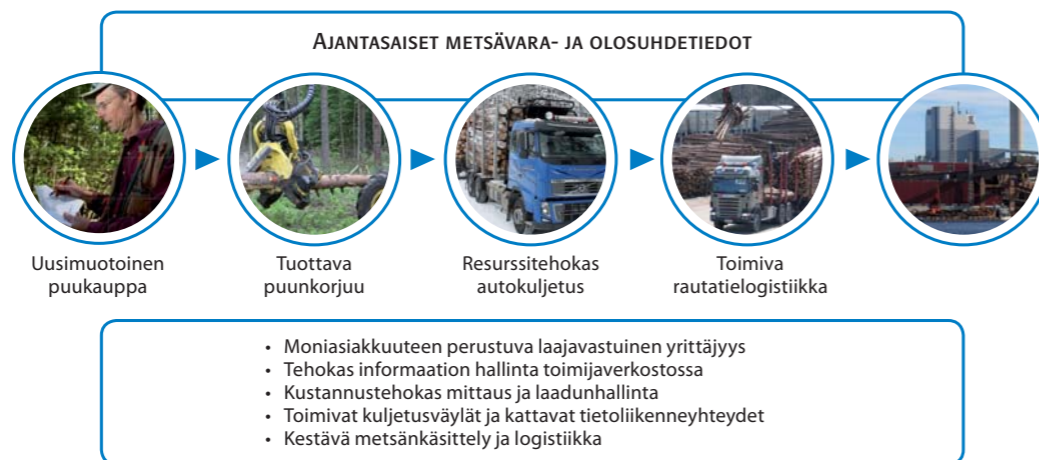 AJANTASAISET METSÄVARA- JA OLOSUHDETIEDOT
Uusimuotoinen
puukauppa
Tuottava
puunkorjuu
Resurssitehokas
autokuljetus
Toimiva
rautatielogistiikka
• Moniasiakkuuteen perustuva laajavastuinen yrittäjyys
• Tehokas informaation hallinta toimijaverkostossa
• Kustannustehokas mittaus ja laadunhallinta
• Toimivat kuljetusväylät ja kattavat tietoliikenneyhteydet
• Kestävä metsänkäsittely ja logistiikka